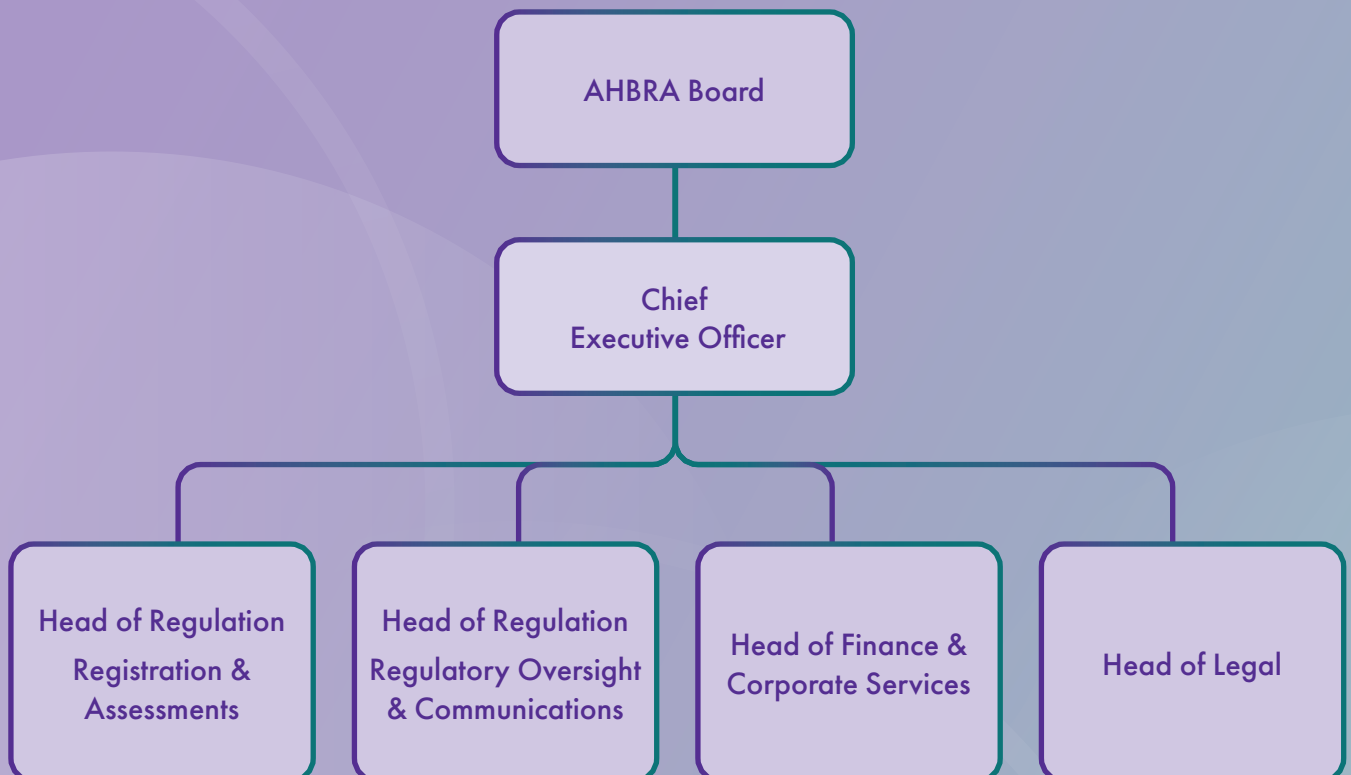 AHBRA Board
Chief
Executive Officer
Head of Regulation
Registration &
Assessments
Head of Regulation
Regulatory Oversight
& Communications
Head of Finance &
Corporate Services
Head of Legal